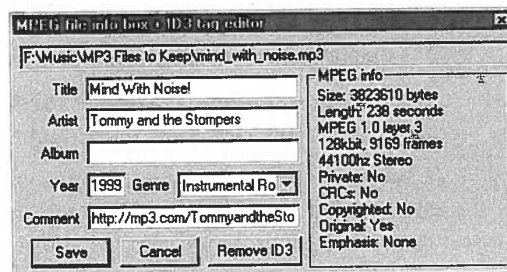 MPEG file info box + ID3 tag editor
F:\Music\MP3 Files to Keep\mind_with_noise.mp3
Title Mind With Noise!
Artist Tommy and the Stompers
Album
Year 1999 Genre Instrumental Ro
Comment http://mp3.com/TommyandtheSto
Save Cancel Remove ID3
MPEG info
Size: 3823610 bytes
Length: 238 seconds
MPEG 1.0 layer 3
128kbit, 9169 frames
44100hz Stereo
Private: No
CRCs: No
Copyrighted: No
Original: Yes
Emphasis: None